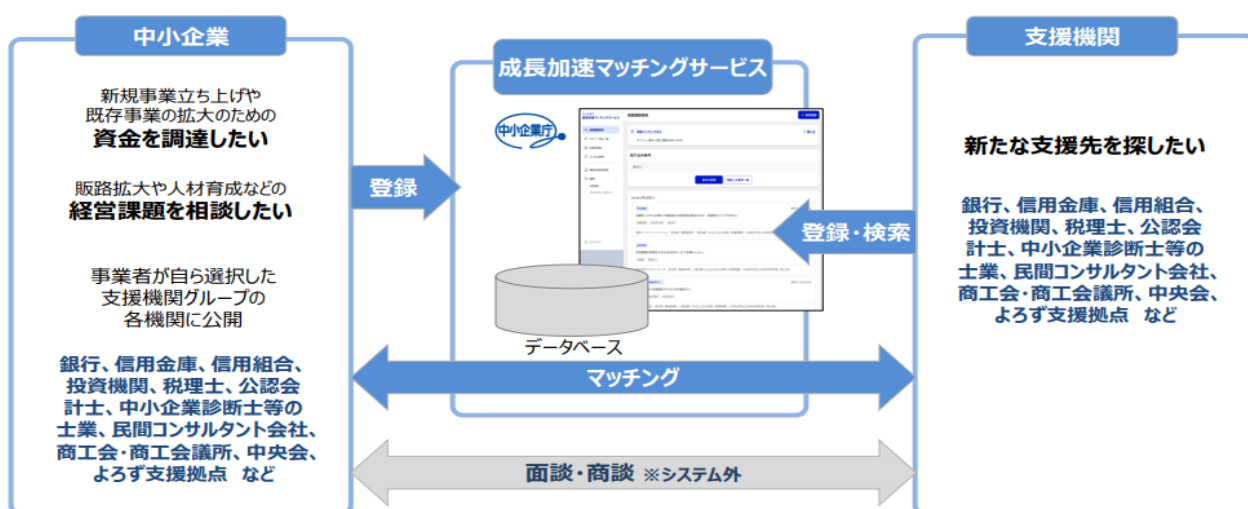 中小企業
新規事業立ち上げや
既存事業の拡大のための
資金を調達したい
販路拡大や人材育成などの
経営課題を相談したい
事業者が自ら選択した
支援機関グループの
各機関に公開
銀行、信用金庫、信用組合、
投資機関、税理士、公認会
計士、中小企業診断士等の
士業、民間コンサルタント会社、
商工会・商工会議所、中央会、
よろず支援拠点 など
登録
成長加速マッチングサービス
中小企業庁
データベース
登録・検索
マッチング
面談・商談 ※システム外
支援機関
新たな支援先を探したい
銀行、信用金庫、信用組合、
投資機関、税理士、公認会
計士、中小企業診断士等の
士業、民間コンサルタント会社、
商工会・商工会議所、中央会、
よろず支援拠点 など